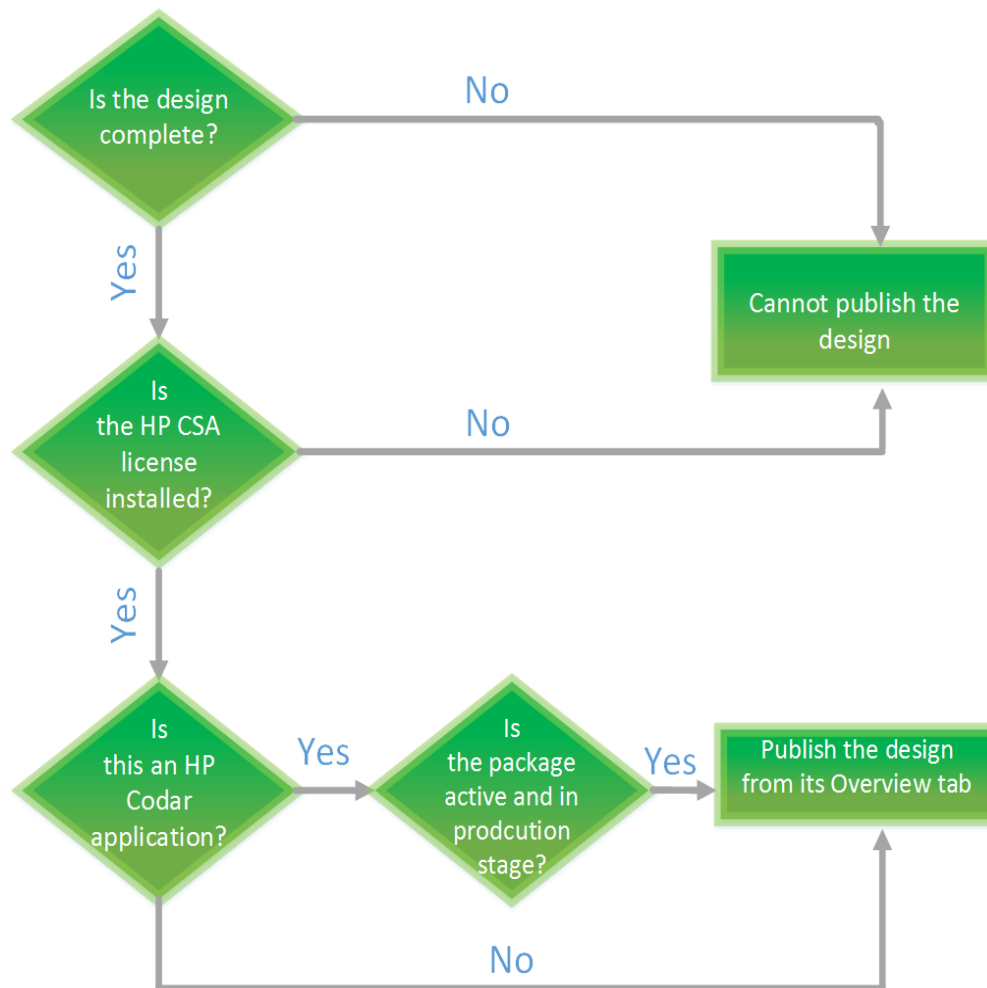 Is the design
complete?
No
Yes
Cannot publish the
design
Is
the HP CSA
license
installed?
No
Yes
Is
this an HP
Codar
application?
Yes
Is
the package
active and in
prodcution
stage?
Yes
Publish the design
from its Overview tab
No